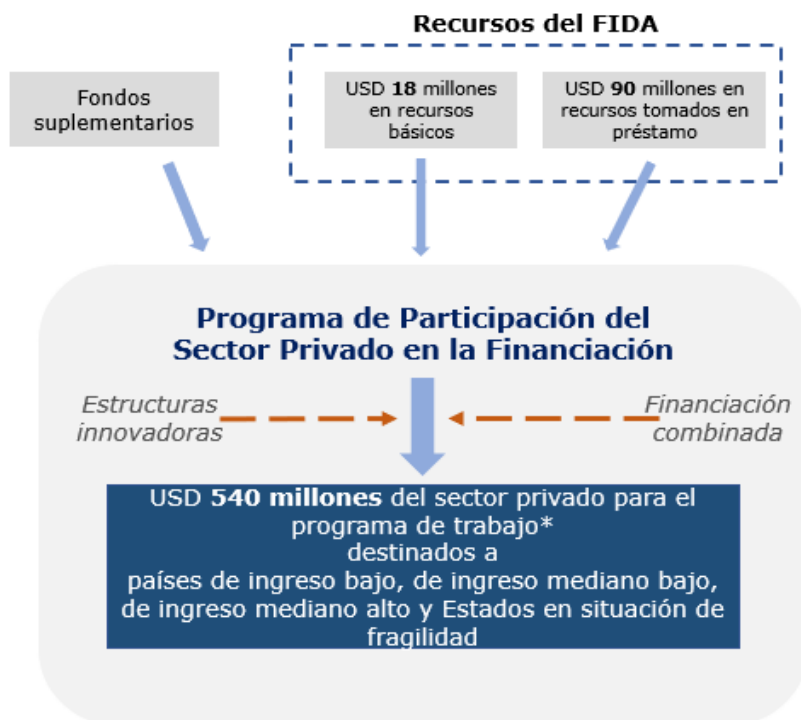 Recursos del FIDA
Fondos
suplementarios
USD 18 millones
en recursos
básicos
USD 90 millones en
recursos tomados en
préstamo
Programa de Participación del
Sector Privado en la Financiación
Estructuras
innovadoras
Financiación
combinada
USD 540 millones del sector privado para el
programa de trabajo*
destinados a
países de ingreso bajo, de ingreso mediano bajo,
de ingreso mediano alto y Estados en situación de
fragilidad